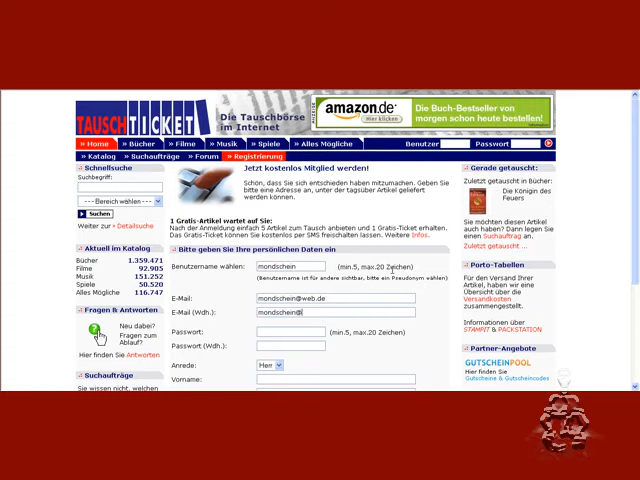 TAUSCHTICKET
Die Tauschbörse
im Internet
amazon.de
Hier klicken
Die Buch-Bestseller von
morgen schon heute bestellen!
» Home
» Bücher
» Filme
» Musik
» Spiele
» Alles Mögliche
Benutzer
Passwort
» Katalog
» Suchaufträge
» Forum
» Registrierung
Schnellsuche
Suchbegriff:
--- Bereich wählen ---
Suchen
Weiter zur » Detailsuche
Aktuell im Katalog
Bücher 1.359.471
Filme 92.905
Musik 151.252
Spiele 50.520
Alles Mögliche 116.747
Fragen & Antworten
?
Neu dabei?
Fragen zum
Ablauf?
Hier finden Sie Antworten
Suchaufträge
Sie wissen nicht, welchen
Jetzt kostenlos Mitglied werden!
Schön, dass Sie sich entschieden haben mitzumachen. Geben Sie
bitte eine Adresse an, unter der tagsüber Artikel geliefert
werden können.
1 Gratis-Artikel wartet auf Sie:
Nach der Anmeldung einfach 5 Artikel zum Tausch anbieten und 1 Gratis-Ticket erhalten.
Das Gratis-Ticket können Sie kostenlos per SMS freischalten lassen. Weitere Infos.
Bitte geben Sie Ihre persönlichen Daten ein
Benutzername wählen: mondschein (min.5, max.20 Zeichen)
(Benutzername ist für andere sichtbar, bitte ein Pseudonym wählen)
E-Mail: mondschein@web.de
E-Mail (Wdh.): mondschein@
Passwort: (min.5, max.20 Zeichen)
Passwort (Wdh.):
Anrede: Herr
Vorname:
Gerade getauscht:
Zuletzt getauscht in Bücher:
Die Königin des
Feuers
Sie möchten diesen Artikel
auch haben? Dann legen Sie
einen Suchauftrag an.
Zuletzt getauscht ...
Porto-Tabellen
Für den Versand Ihrer
Artikel, haben wir eine
Übersicht über die
Versandkosten
zusammengestellt.
Informationen über
STAMPIT & PACKSTATION
Partner-Angebote
GUTSCHEINPOOL
Hier finden Sie
Gutscheine & Gutscheincodes